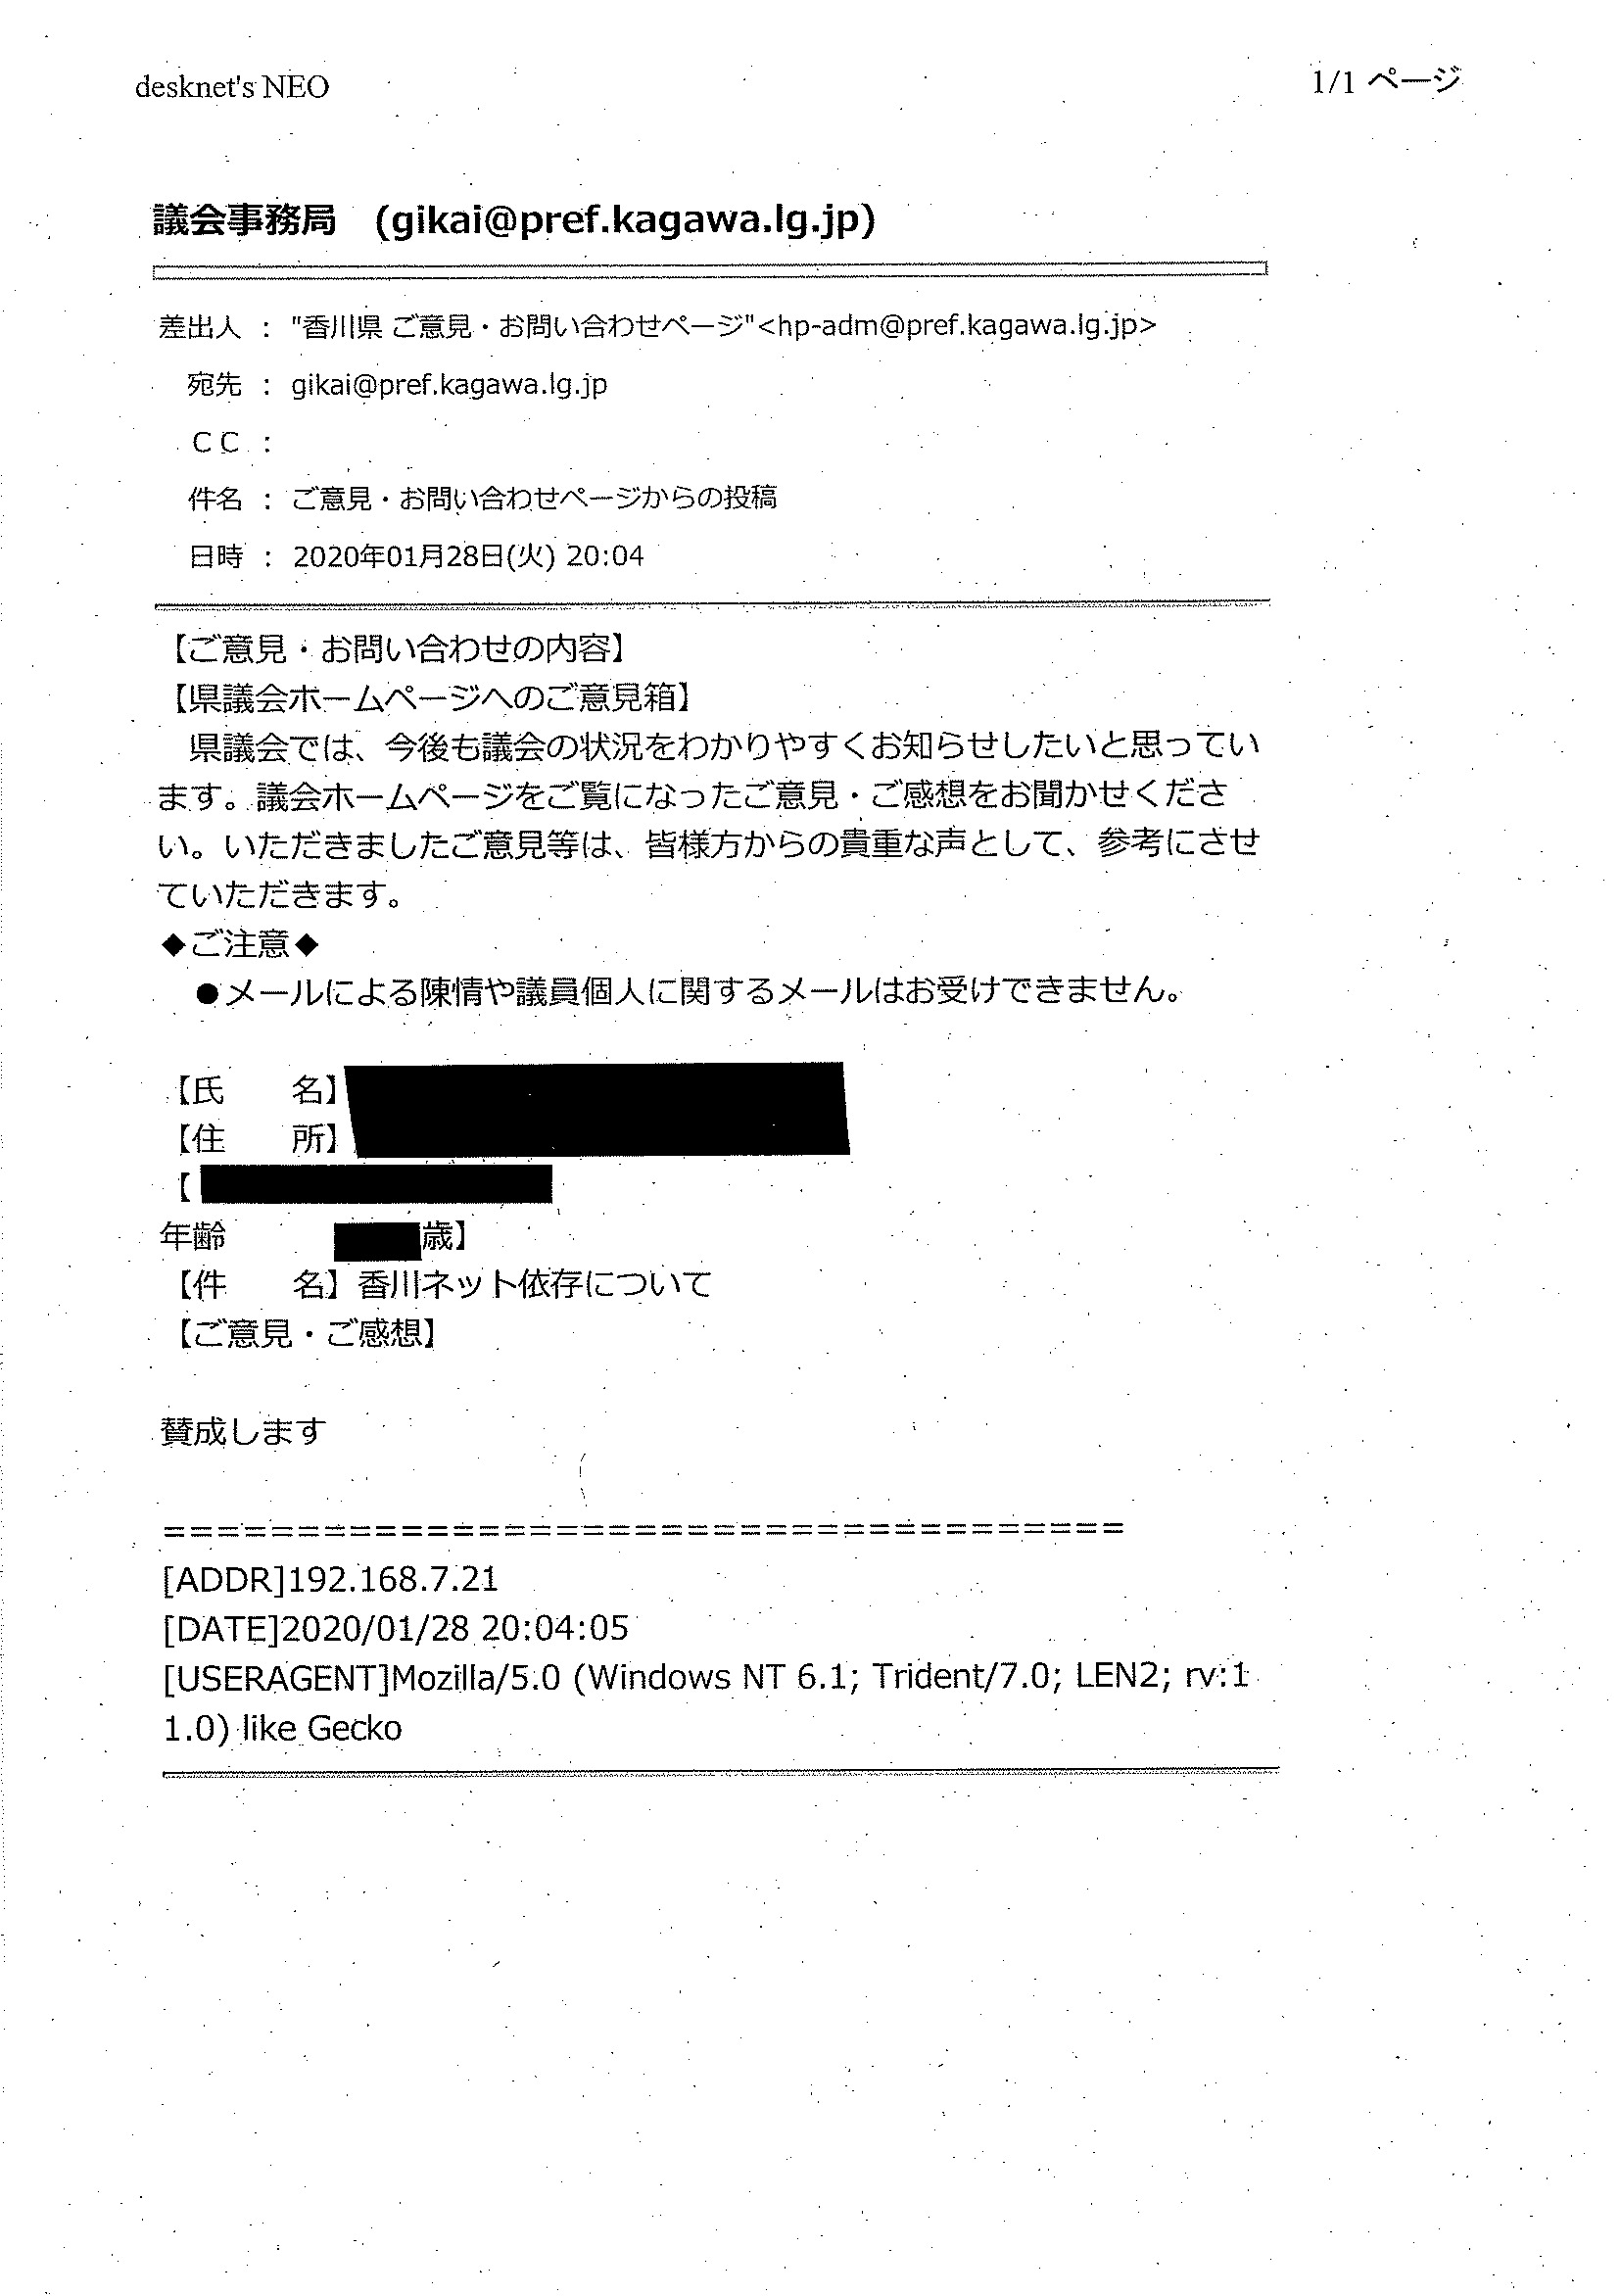 desknet's NEO
1/1 ページ
議会事務局 (gikai@pref.kagawa.lg.jp)
差出人 : "香川県 ご意見・お問い合わせページ"<hp-adm@pref.kagawa.lg.jp>
宛先 : gikai@pref.kagawa.lg.jp
ＣＣ :
件名 : ご意見・お問い合わせページからの投稿
日時 : 2020年01月28日(火) 20:04
【ご意見・お問い合わせの内容】
【県議会ホームページへのご意見箱】
　県議会では、今後も議会の状況をわかりやすくお知らせしたいと思ってい
ます。議会ホームページをご覧になったご意見・ご感想をお聞かせくださ
い。いただきましたご意見等は、皆様方からの貴重な声として、参考にさせ
ていただきます。
◆ご注意◆
　●メールによる陳情や議員個人に関するメールはお受けできません。
【氏　　名】
【住　　所】
【
年齢　　　歳】
【件　　名】香川ネット依存について
【ご意見・ご感想】
賛成します
======================================
[ADDR]192.168.7.21
[DATE]2020/01/28 20:04:05
[USERAGENT]Mozilla/5.0 (Windows NT 6.1; Trident/7.0; LEN2; rv:1
1.0) like Gecko